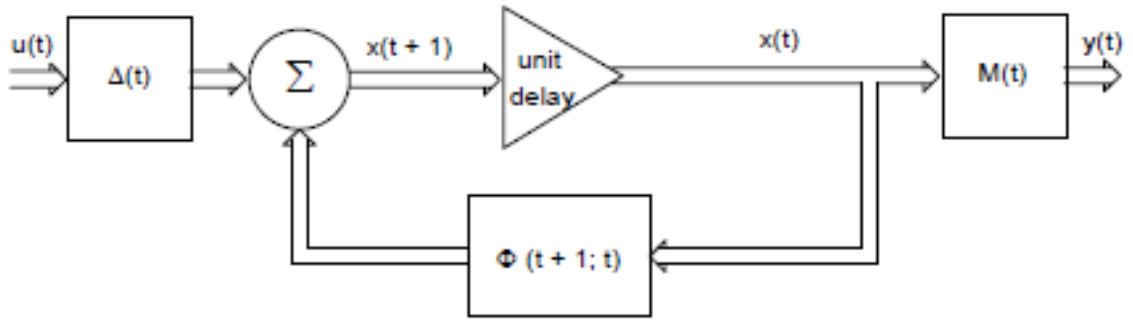 u(t)
Δ(t)
Σ
x(t + 1)
unit
delay
x(t)
M(t)
y(t)
Φ (t + 1; t)